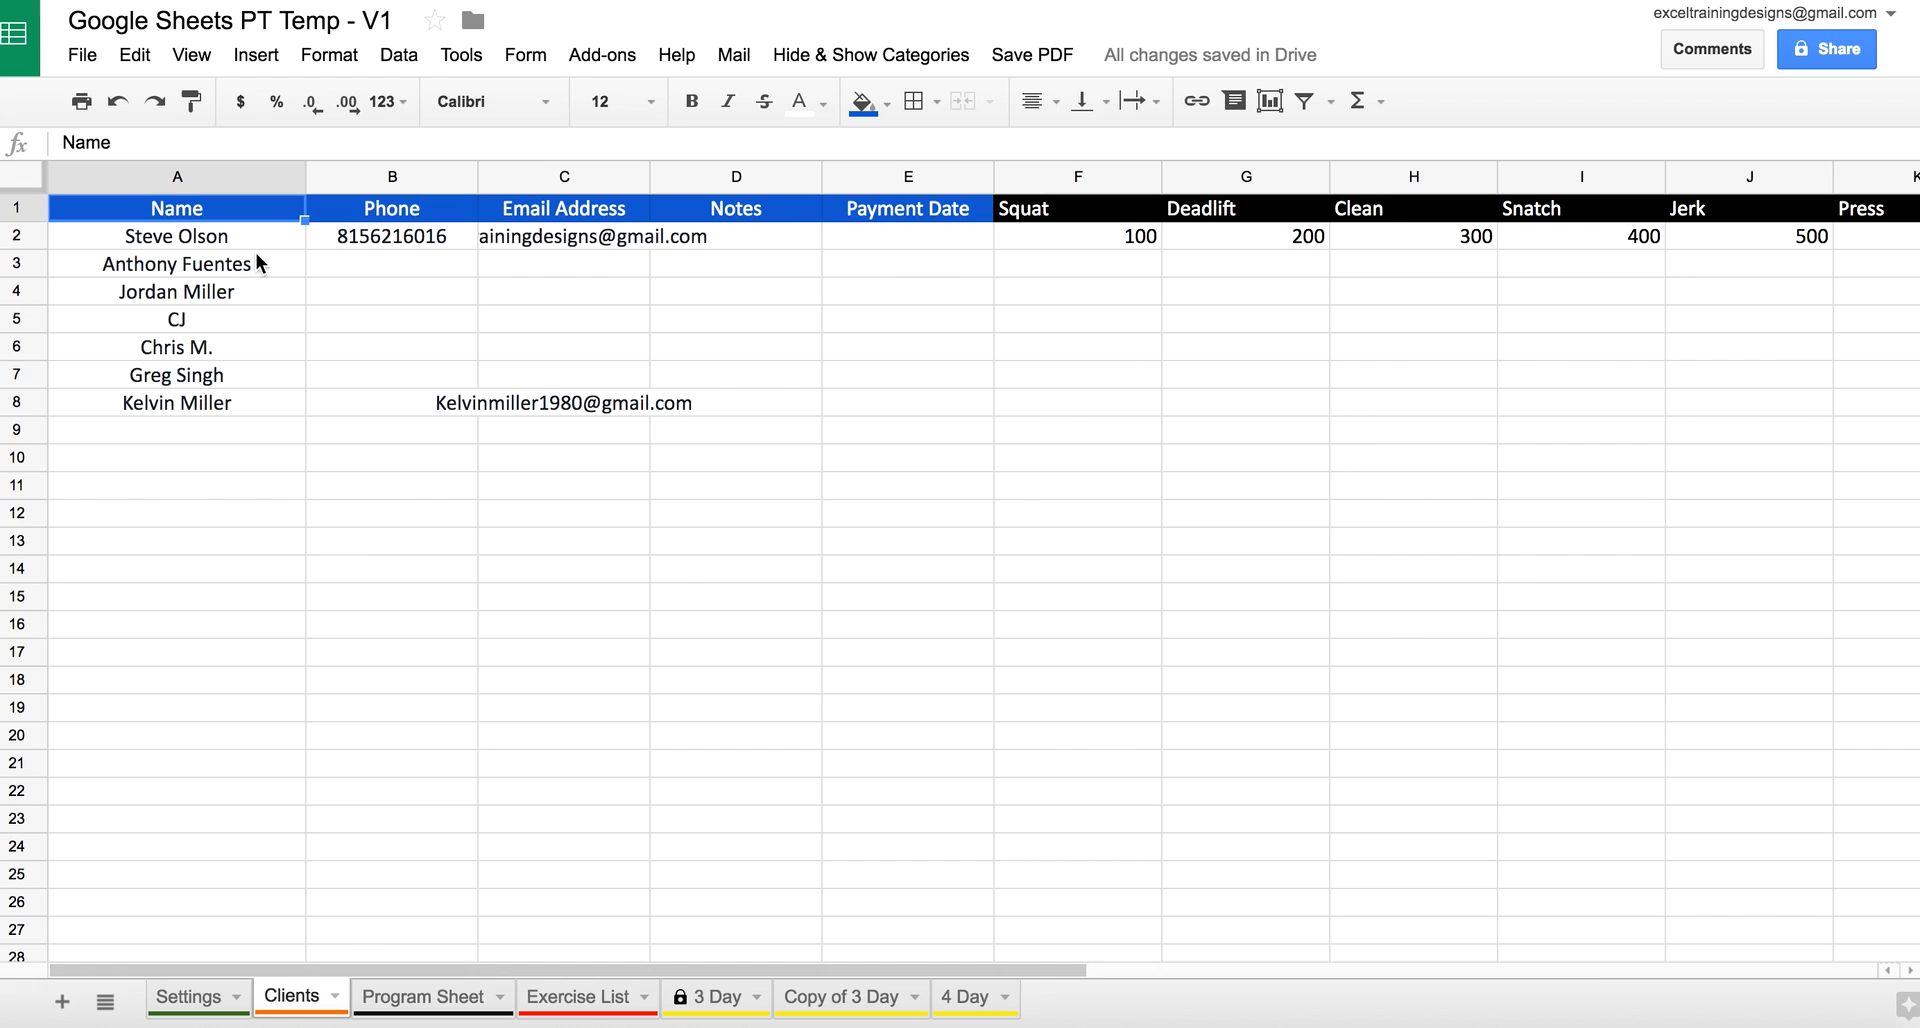 Google Sheets PT Temp - V1
exceltrainingdesigns@gmail.com
File Edit View Insert Format Data Tools Form Add-ons Help Mail Hide & Show Categories Save PDF All changes saved in Drive
Comments Share
$ % .0 .00 123 Calibri 12 B I S A Σ
fx Name
A B C D E F G H I J K
1 Name Phone Email Address Notes Payment Date Squat Deadlift Clean Snatch Jerk Press
2 Steve Olson 8156216016 ainingdesigns@gmail.com 100 200 300 400 500
3 Anthony Fuentes
4 Jordan Miller
5 CJ
6 Chris M.
7 Greg Singh
8 Kelvin Miller Kelvinmiller1980@gmail.com
9
10
11
12
13
14
15
16
17
18
19
20
21
22
23
24
25
26
27
28
Settings Clients Program Sheet Exercise List 3 Day Copy of 3 Day 4 Day